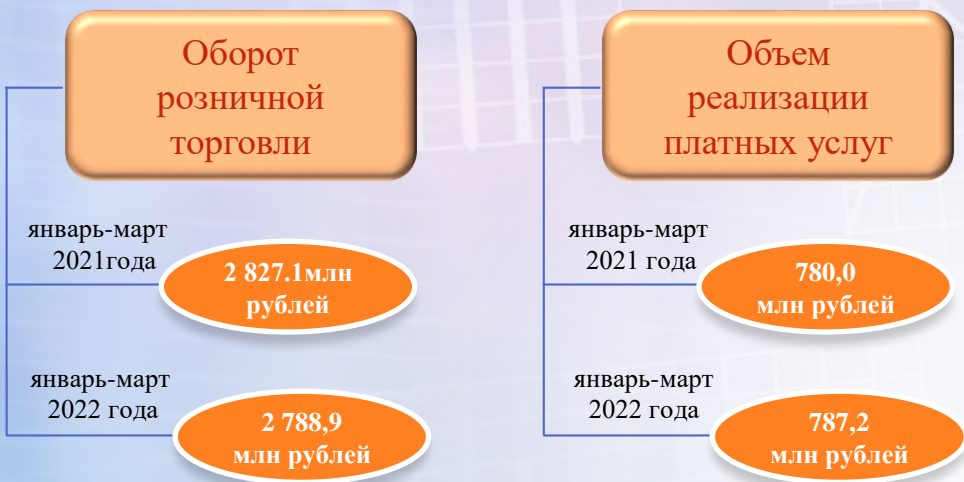 Оборот
розничной
торговли
январь-март
2021года
2 827.1млн
рублей
январь-март
2022 года
2 788,9
млн рублей
Объем
реализации
платных услуг
январь-март
2021 года
780,0
млн рублей
январь-март
2022 года
787,2
млн рублей